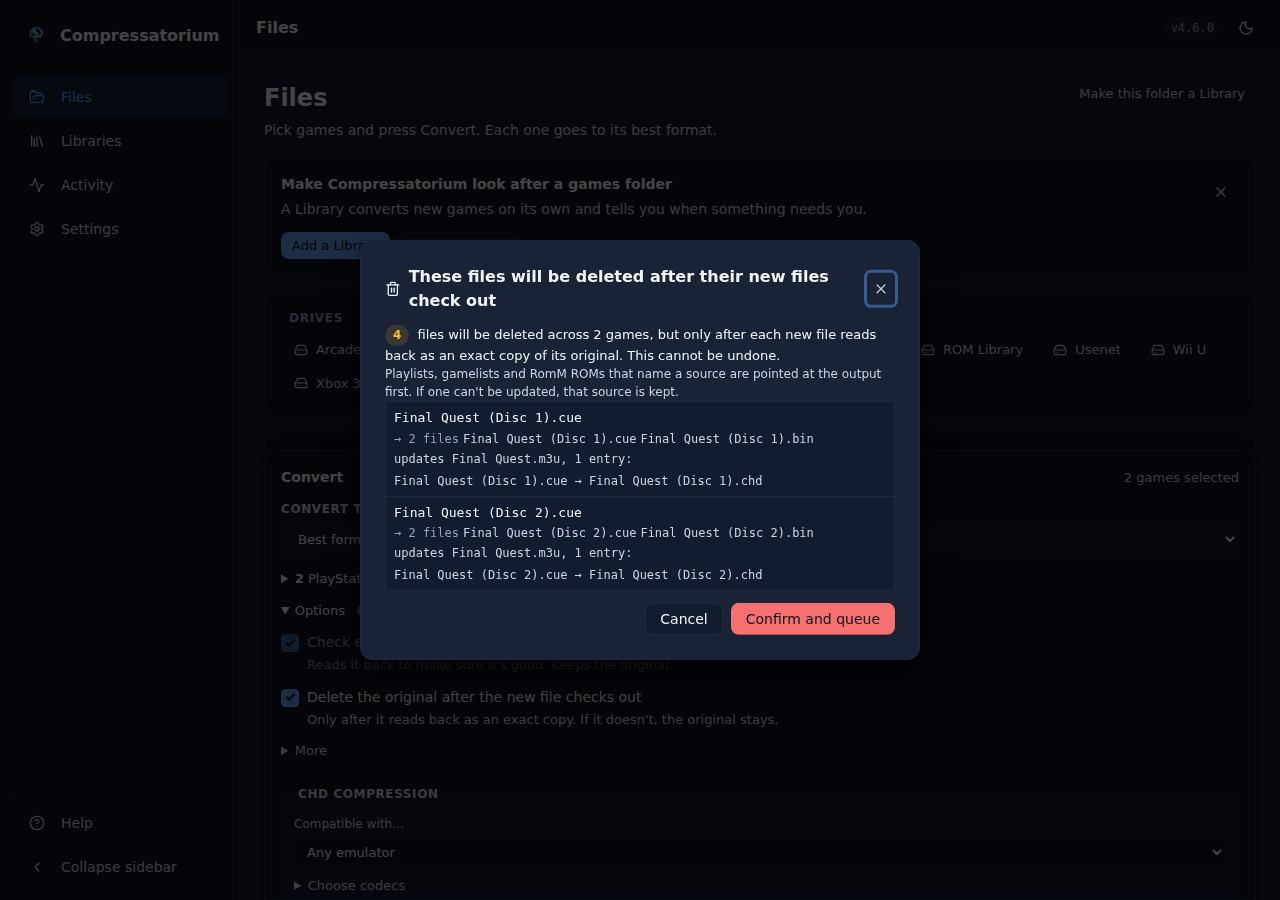 Compressatorium
Files
v4.6.0
Files
Libraries
Activity
Settings
Files
Make this folder a Library
Pick games and press Convert. Each one goes to its best format.
Make Compressatorium look after a games folder
A Library converts new games on its own and tells you when something needs you.
Add a
DRIVES
Arcade
ROM Library
Usenet
Wii U
Xbox
Convert
2 games selected
CONVERT
Best
2
Options
Check
Reads it back to make sure it's good. Keeps the original.
Delete the original after the new file checks out
Only after it reads back as an exact copy. If it doesn't, the original stays.
More
CHD COMPRESSION
Compatible with...
Any emulator
Choose codecs
Help
Collapse sidebar
These files will be deleted after their new files
check out
4 files will be deleted across 2 games, but only after each new file reads
back as an exact copy of its original. This cannot be undone.
Playlists, gamelists and RomM ROMs that name a source are pointed at the output
first. If one can't be updated, that source is kept.
Final Quest (Disc 1).cue
→ 2 files Final Quest (Disc 1).cue Final Quest (Disc 1).bin
updates Final Quest.m3u, 1 entry:
Final Quest (Disc 1).cue → Final Quest (Disc 1).chd
Final Quest (Disc 2).cue
→ 2 files Final Quest (Disc 2).cue Final Quest (Disc 2).bin
updates Final Quest.m3u, 1 entry:
Final Quest (Disc 2).cue → Final Quest (Disc 2).chd
Cancel
Confirm and queue